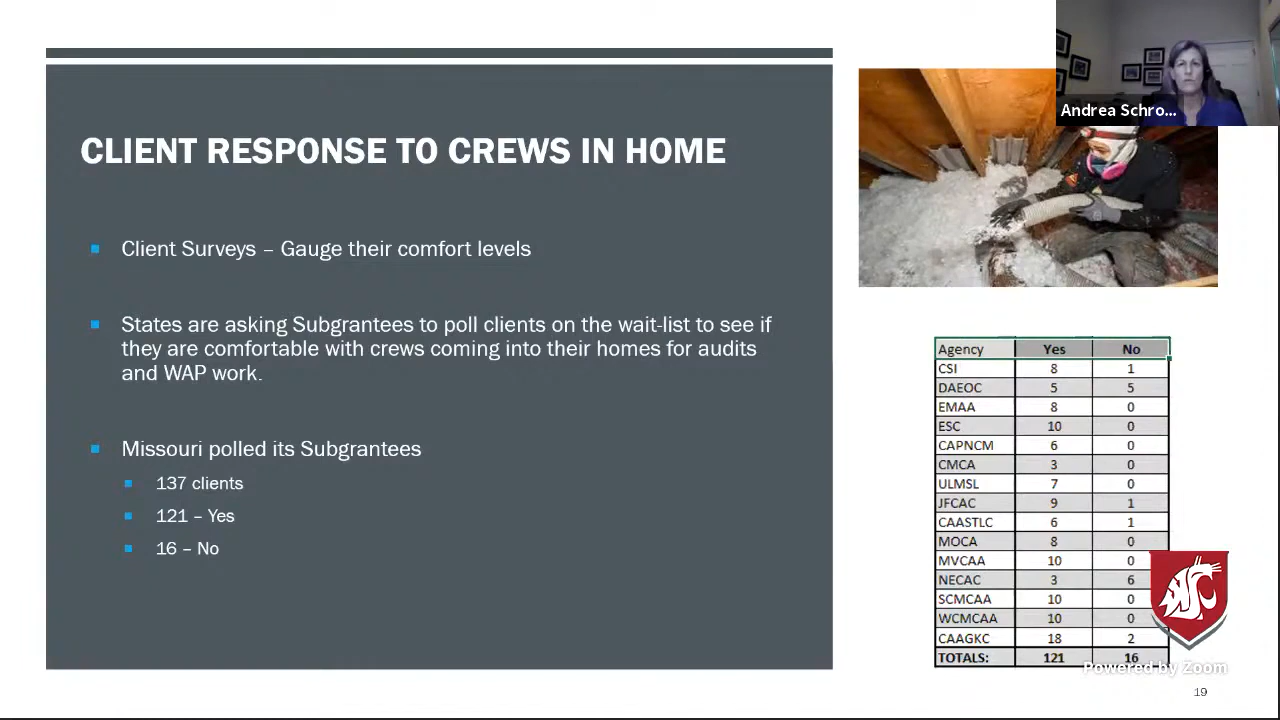 Andrea Schro...
CLIENT RESPONSE TO CREWS IN HOME
Client Surveys – Gauge their comfort levels
States are asking Subgrantees to poll clients on the wait-list to see if
they are comfortable with crews coming into their homes for audits
and WAP work.
Missouri polled its Subgrantees
137 clients
121 – Yes
16 – No
Agency Yes No
CSI 8 1
DAEOC 5 5
EMAA 8 0
ESC 10 0
CAPNCM 6 0
CMCA 3 0
ULMSL 7 0
JFCAC 9 1
CAASTLC 6 1
MOCA 8 0
MVCAA 10 0
NECAC 3 6
SCMCAA 10 0
WCMCAA 10 0
CAAGKC 18 2
TOTALS: 121 16
Powered by Zoom
19